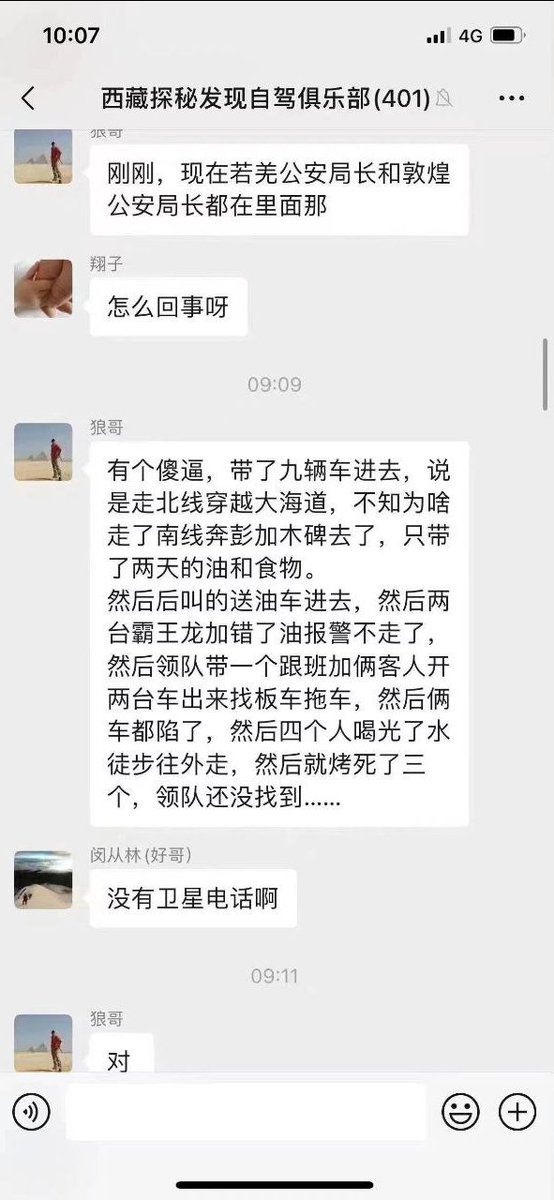 10:07
4G
西藏探秘发现自驾俱乐部(401)
狼哥
刚刚，现在若羌公安局长和敦煌
公安局长都在里面那
翔子
怎么回事呀
09:09
狼哥
有个傻逼，带了九辆车进去，说
是走北线穿越大海道，不知为啥
走了南线奔彭加木碑去了，只带
了两天的油和食物。
然后后叫的送油车进去，然后两
台霸王龙加错了油报警不走了，
然后领队带一个跟班加俩客人开
两台车出来找板车拖车，然后俩
车都陷了，然后四个人喝光了水
徒步往外走，然后就烤死了三
个，领队还没找到......
闵从林(好哥)
没有卫星电话啊
09:11
狼哥
对